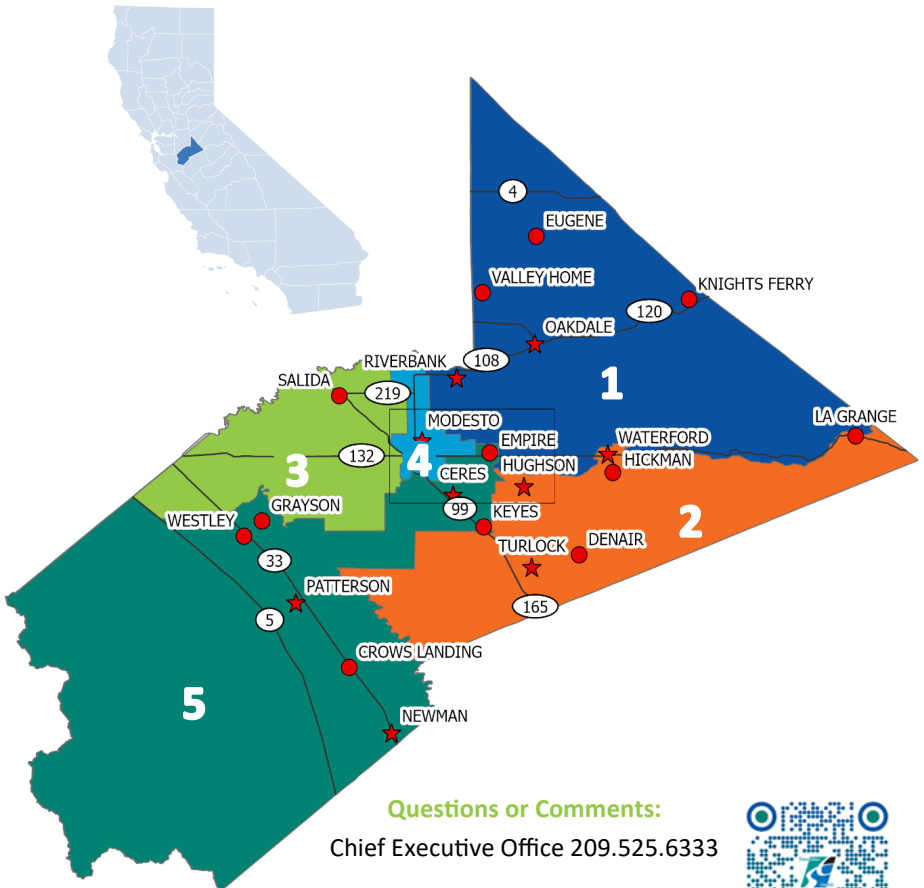 4
EUGENE
VALLEY HOME
KNIGHTS FERRY
120
OAKDALE
108
RIVERBANK
1
SALIDA
219
LA GRANGE
MODESTO
WATERFORD
EMPIRE
132
4
3
HICKMAN
HUGHSON
CERES
GRAYSON
99
KEYES
WESTLEY
2
TURLOCK
DENAIR
33
PATTERSON
165
5
CROWS LANDING
5
NEWMAN
Questions or Comments:
Chief Executive Office 209.525.6333